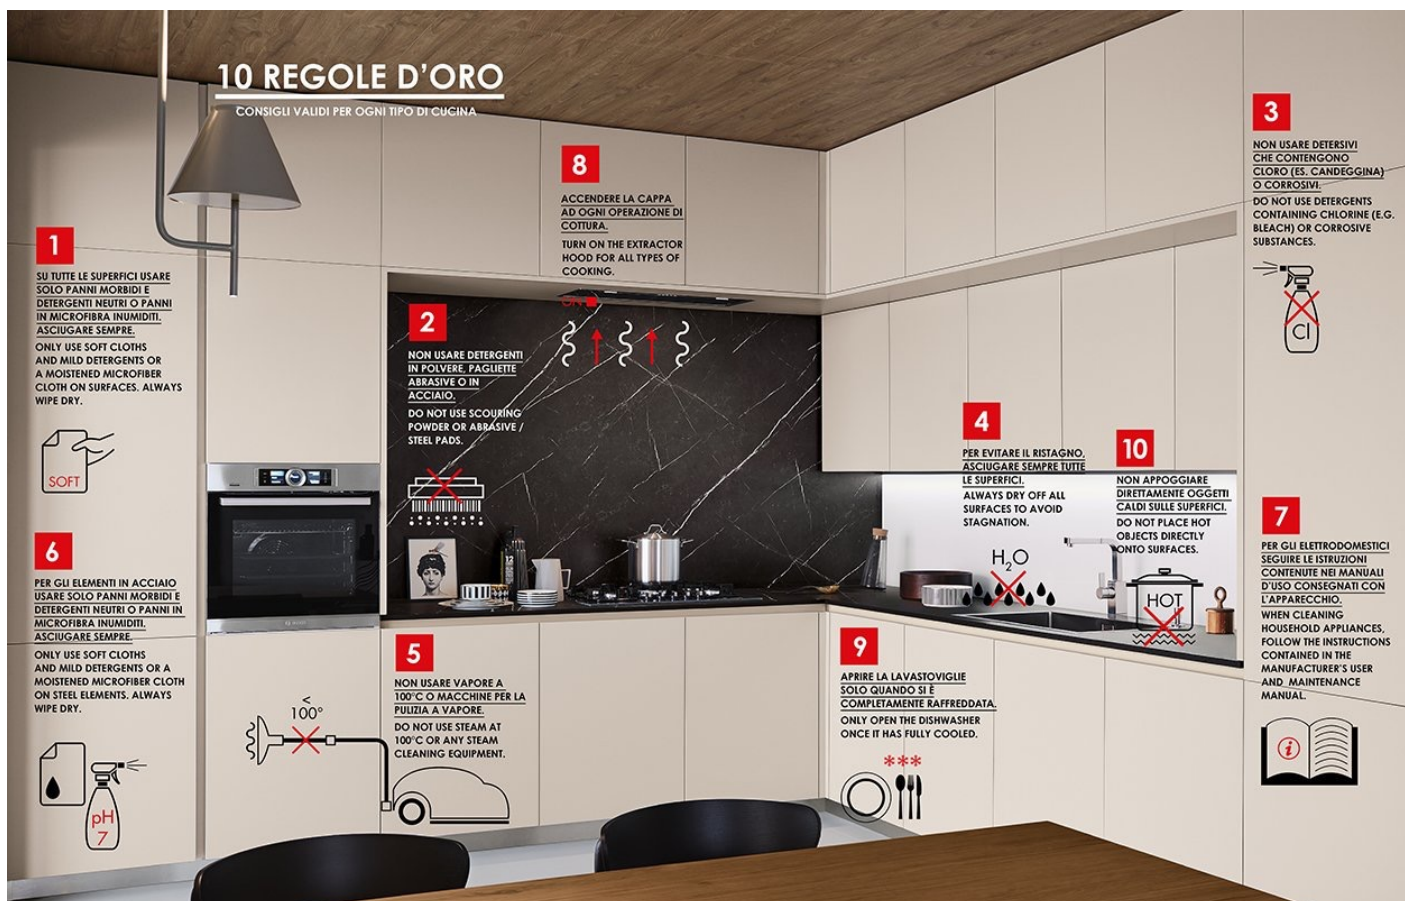 10 REGOLE D'ORO
CONSIGLI VALIDI PER OGNI TIPO DI CUCINA
1
SU TUTTE LE SUPERFICI USARE
SOLO PANNI MORBIDI E
DETERGENTI NEUTRI O PANNI
IN MICROFIBRA INUMIDITI.
ASCIUGARE SEMPRE.
ONLY USE SOFT CLOTHS
AND MILD DETERGENTS OR
A MOISTENED MICROFIBER
CLOTH ON SURFACES. ALWAYS
WIPE DRY.
SOFT
2
NON USARE DETERGENTI
IN POLVERE, PAGLIETTE
ABRASIVE O IN
ACCIAIO.
DO NOT USE SCOURING
POWDER OR ABRASIVE /
STEEL PADS.
3
NON USARE DETERSIVI
CHE CONTENGONO
CLORO (ES. CANDEGGINA)
O CORROSIVI.
DO NOT USE DETERGENTS
CONTAINING CHLORINE (E.G.
BLEACH) OR CORROSIVE
SUBSTANCES.
Cl
4
PER EVITARE IL RISTAGNO,
ASCIUGARE SEMPRE TUTTE
LE SUPERFICI.
ALWAYS DRY OFF ALL
SURFACES TO AVOID
STAGNATION.
H2O
5
NON USARE VAPORE A
100°C O MACCHINE PER LA
PULIZIA A VAPORE.
DO NOT USE STEAM AT
100°C OR ANY STEAM
CLEANING EQUIPMENT.
<
100°
6
PER GLI ELEMENTI IN ACCIAIO
USARE SOLO PANNI MORBIDI E
DETERGENTI NEUTRI O PANNI IN
MICROFIBRA INUMIDITI.
ASCIUGARE SEMPRE.
ONLY USE SOFT CLOTHS
AND MILD DETERGENTS OR A
MOISTENED MICROFIBER CLOTH
ON STEEL ELEMENTS. ALWAYS
WIPE DRY.
pH
7
7
PER GLI ELETTRODOMESTICI
SEGUIRE LE ISTRUZIONI
CONTENUTE NEI MANUALI
D'USO CONSEGNATI CON
L'APPARECCHIO.
WHEN CLEANING
HOUSEHOLD APPLIANCES,
FOLLOW THE INSTRUCTIONS
CONTAINED IN THE
MANUFACTURER'S USER
AND MAINTENANCE
MANUAL.
i
8
ACCENDERE LA CAPPA
AD OGNI OPERAZIONE DI
COTTURA.
TURN ON THE EXTRACTOR
HOOD FOR ALL TYPES OF
COOKING.
ON
9
APRIRE LA LAVASTOVIGLIE
SOLO QUANDO SI È
COMPLETAMENTE RAFFREDDATA.
ONLY OPEN THE DISHWASHER
ONCE IT HAS FULLY COOLED.
***
10
NON APPOGGIARE
DIRETTAMENTE OGGETTI
CALDI SULLE SUPERFICI.
DO NOT PLACE HOT
OBJECTS DIRECTLY
ONTO SURFACES.
HOT